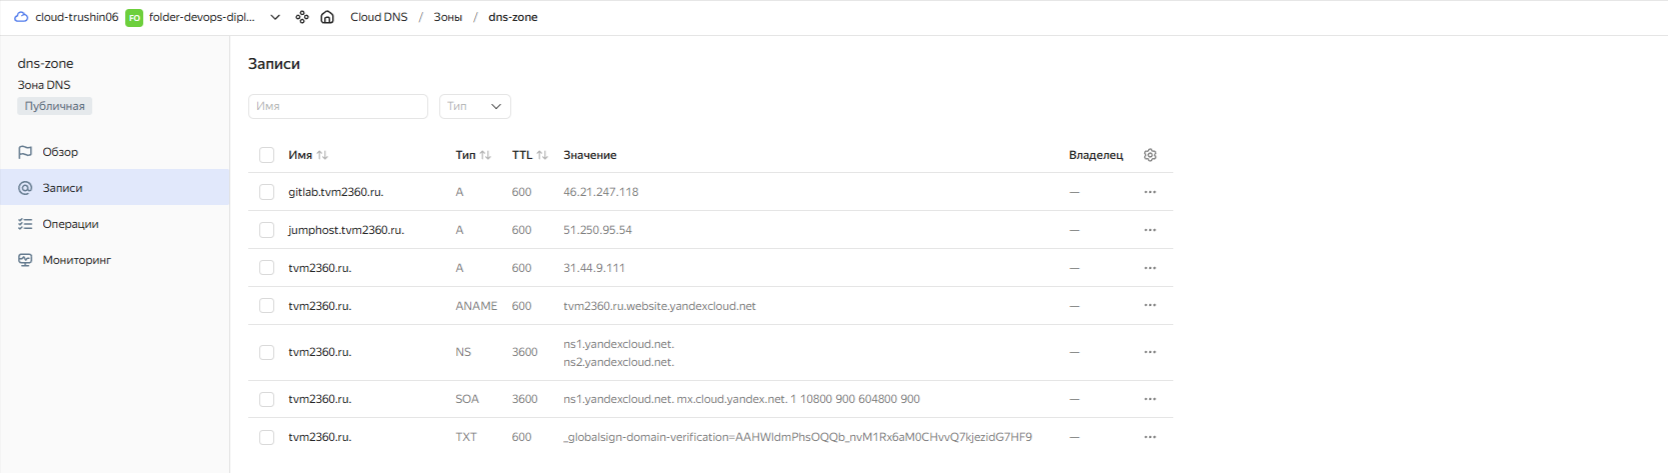 cloud-trushin06 FO folder-devops-dipl... Cloud DNS / Зоны / dns-zone
dns-zone
Зона DNS
Публичная
Обзор
Записи
Операции
Мониторинг
Записи
Имя Тип
Имя Тип TTL Значение Владелец
gitlab.tvm2360.ru. A 600 46.21.247.118 —
jumphost.tvm2360.ru. A 600 51.250.95.54 —
tvm2360.ru. A 600 31.44.9.111 —
tvm2360.ru. ANAME 600 tvm2360.ru.website.yandexcloud.net —
tvm2360.ru. NS 3600 ns1.yandexcloud.net. —
ns2.yandexcloud.net.
tvm2360.ru. SOA 3600 ns1.yandexcloud.net. mx.cloud.yandex.net. 1 10800 900 604800 900 —
tvm2360.ru. TXT 600 _globalsign-domain-verification=AAHWldmPhsOQQb_nvM1Rx6aM0CHvvQ7kjezidG7HF9 —